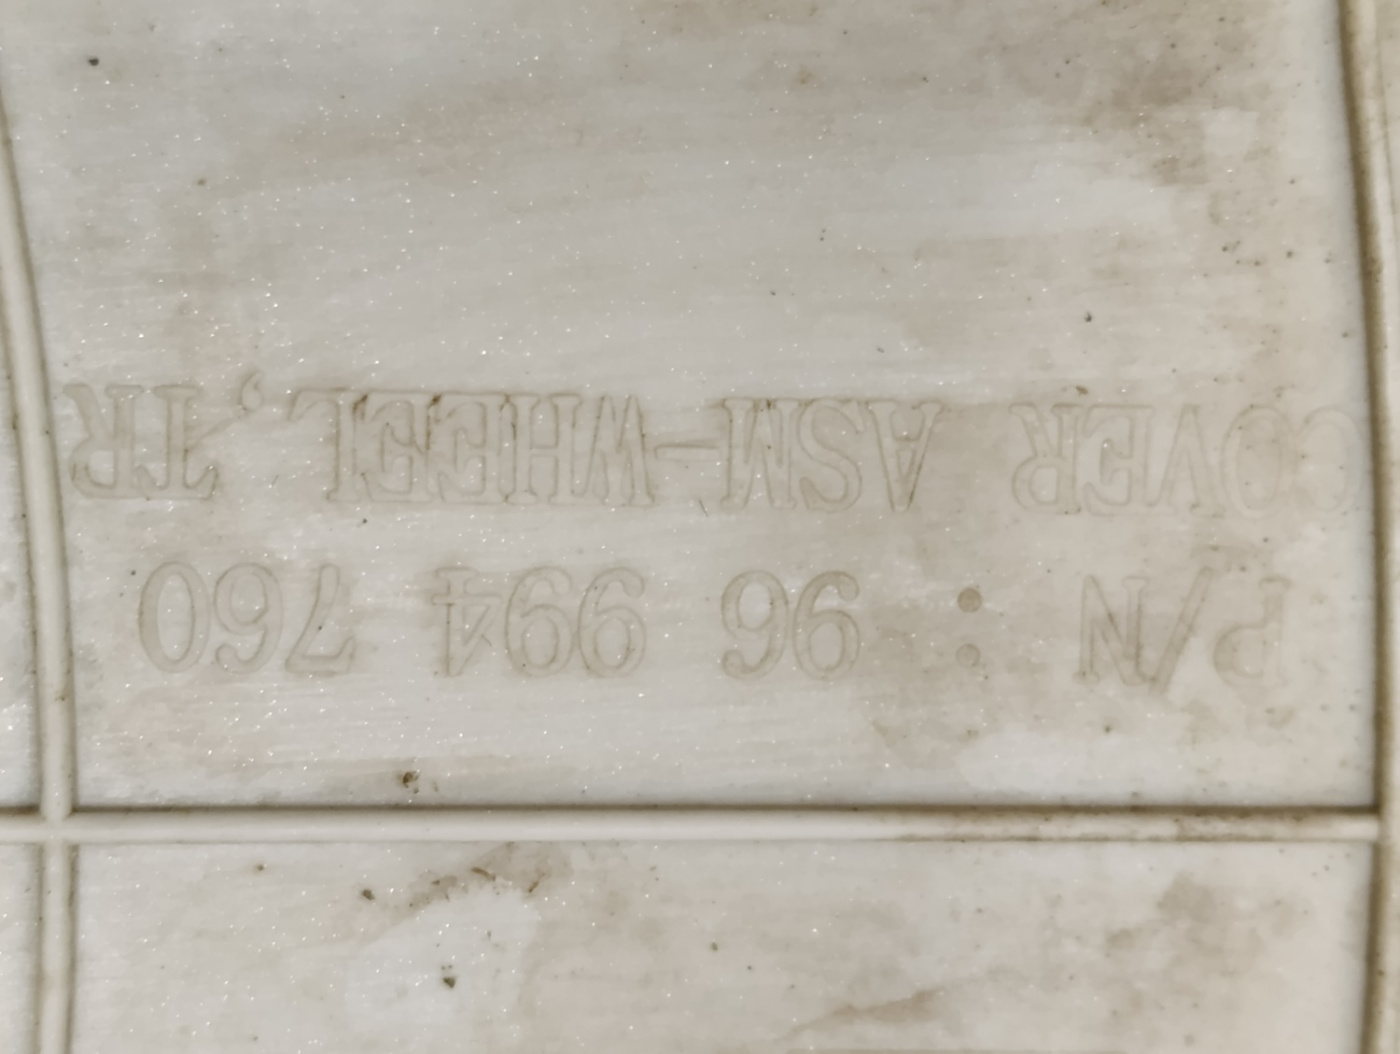 P/N : 96 994 760
COVER ASM-WHEEL, TR